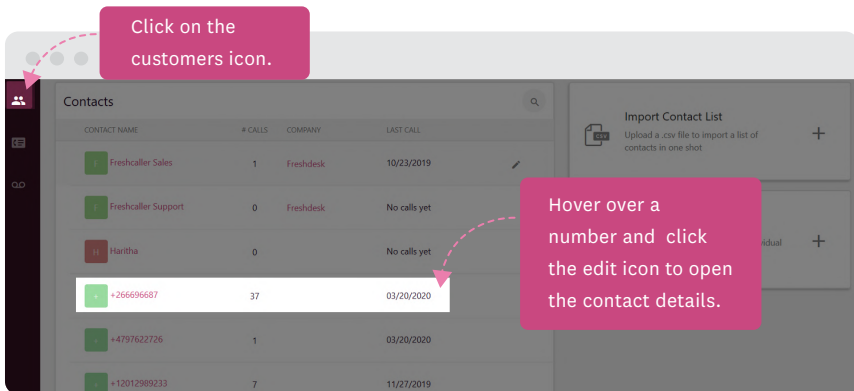 Click on the
customers icon.
Contacts
CONTACT NAME # CALLS COMPANY LAST CALL
F Freshcaller Sales 1 Freshdesk 10/23/2019
F Freshcaller Support 0 Freshdesk No calls yet
H Haritha 0 No calls yet
+ +266696687 37 03/20/2020
+ +4797622726 1 03/20/2020
+ +12012989233 7 11/27/2019
CSV
Import Contact List
Upload a .csv file to import a list of
contacts in one shot
+
Hover over a
number and click
the edit icon to open
the contact details.
+